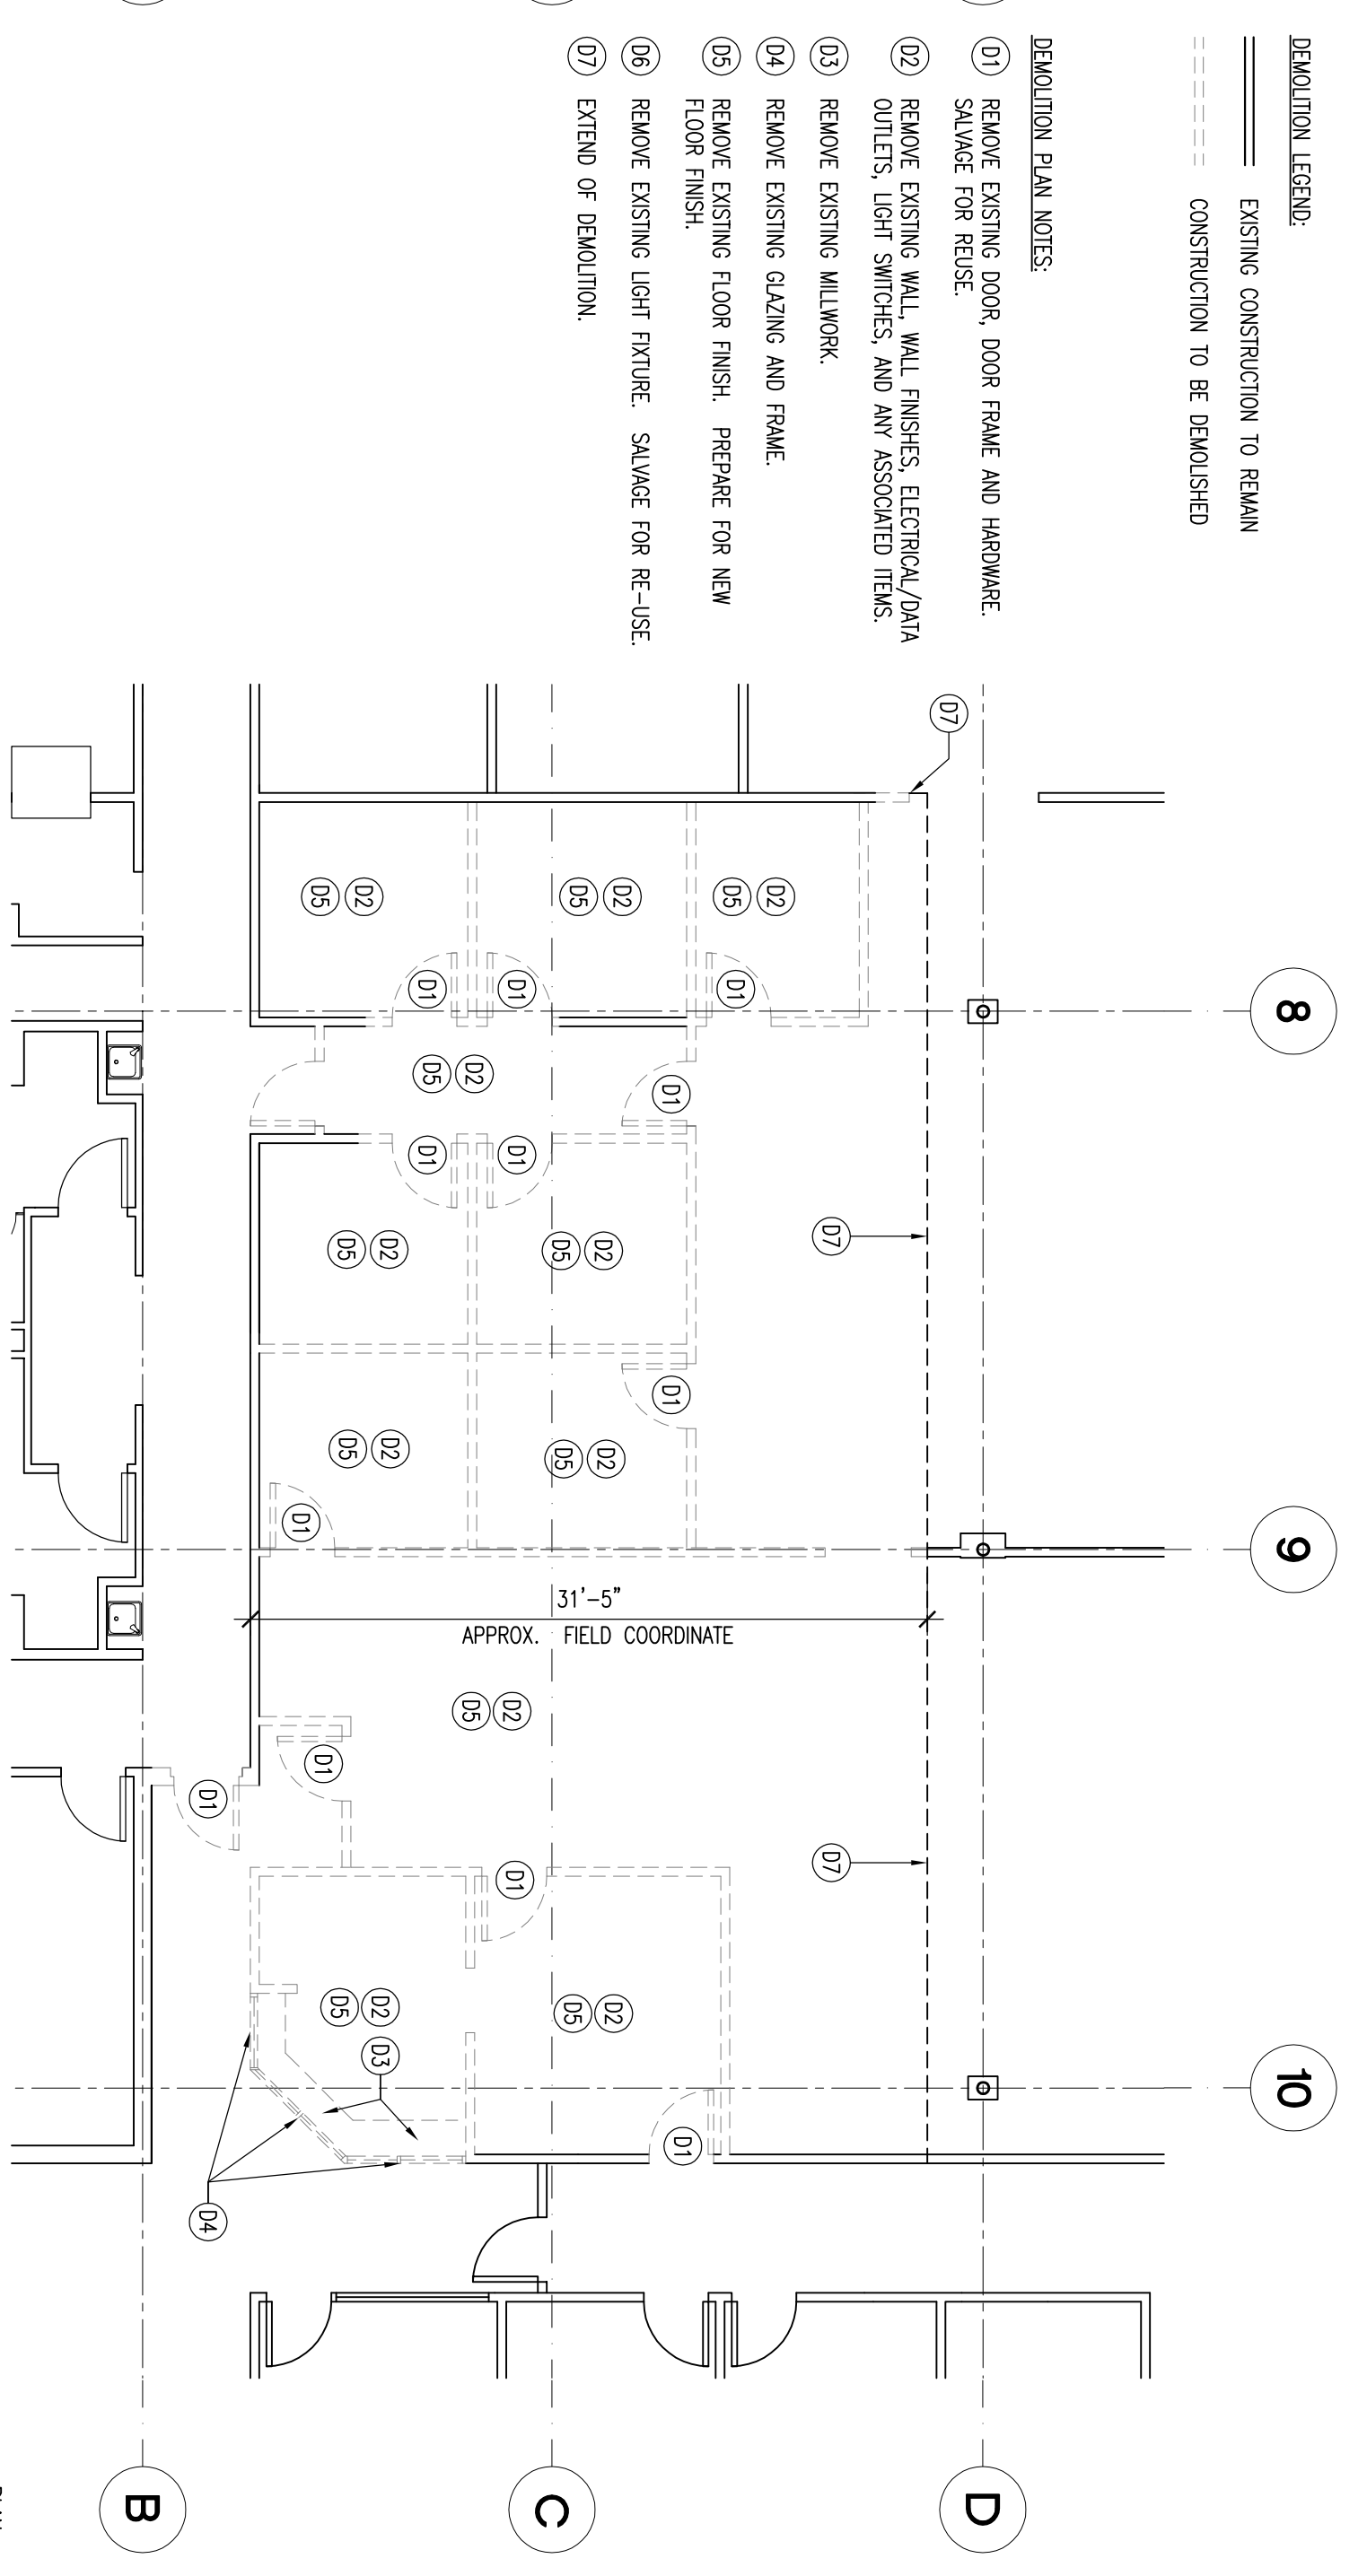 DEMOLITION LEGEND:
EXISTING CONSTRUCTION TO REMAIN
CONSTRUCTION TO BE DEMOLISHED
DEMOLITION PLAN NOTES:
D1 REMOVE EXISTING DOOR, DOOR FRAME AND HARDWARE.
SALVAGE FOR REUSE.
D2 REMOVE EXISTING WALL, WALL FINISHES, ELECTRICAL/DATA
OUTLETS, LIGHT SWITCHES, AND ANY ASSOCIATED ITEMS.
D3 REMOVE EXISTING MILLWORK.
D4 REMOVE EXISTING GLAZING AND FRAME.
D5 REMOVE EXISTING FLOOR FINISH. PREPARE FOR NEW
FLOOR FINISH.
D6 REMOVE EXISTING LIGHT FIXTURE. SALVAGE FOR RE-USE.
D7 EXTEND OF DEMOLITION.
8
9
10
D7
D7
D7
D2
D5
D2
D5
D2
D5
D1
D1
D1
D1
D2
D5
D1
D1
D2
D5
D2
D5
D1
D2
D5
D2
D5
D1
31'-5"
APPROX. FIELD COORDINATE
D2
D5
D1
D1
D1
D2
D5
D2
D5
D3
D1
D4
D
C
B